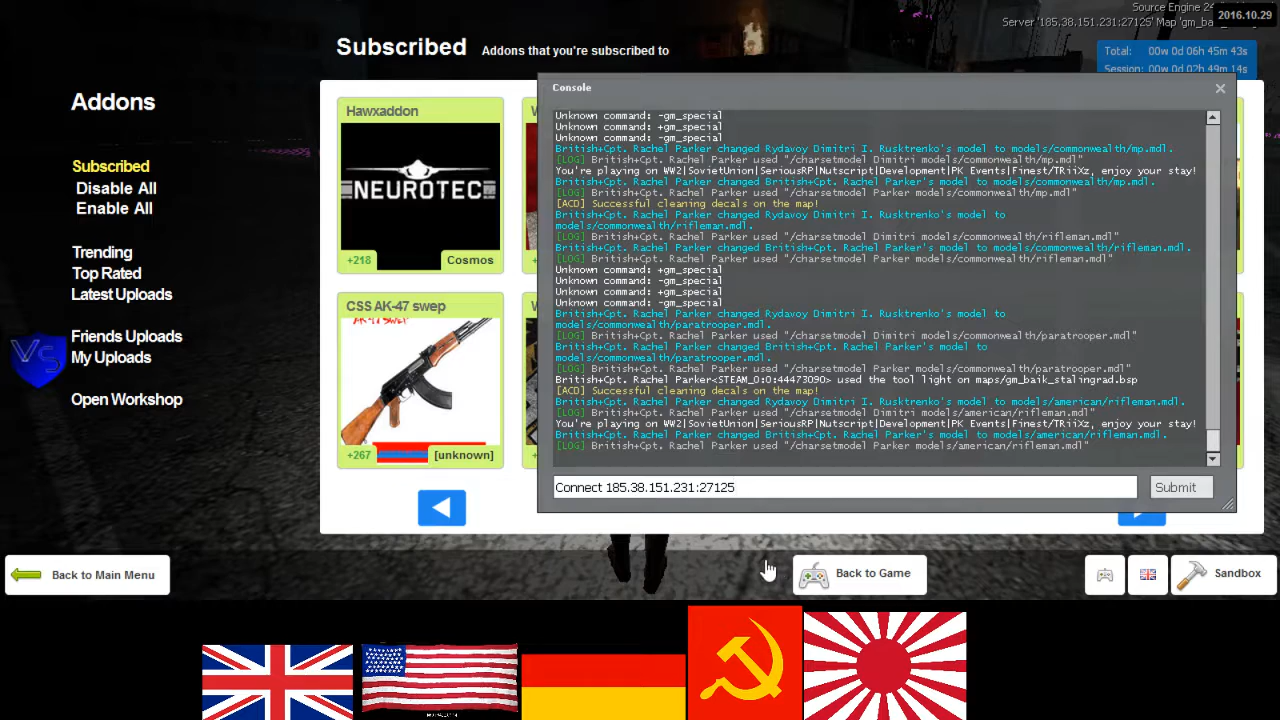 Source Engine 24
2016.10.29
Server '185.38.151.231:27125' Map 'gm_baik_
Subscribed
Addons that you're subscribed to
Total: 00w 0d 06h 45m 43s
Session: 00w 0d 02h 49m 14s
Addons
Subscribed
Disable All
Enable All
Trending
Top Rated
Latest Uploads
Friends Uploads
My Uploads
Open Workshop
VS
Hawxaddon
NEUROTEC
+218
Cosmos
CSS AK-47 swep
AK-47 SWEP
+267
[unknown]
Console
Unknown command: -gm_special
Unknown command: +gm_special
Unknown command: -gm_special
British+Cpt. Rachel Parker changed Rydavoy Dimitri I. Rusktrenko's model to models/commonwealth/mp.mdl.
[LOG] British+Cpt. Rachel Parker used "/charsetmodel Dimitri models/commonwealth/mp.mdl"
You're playing on WW2|SovietUnion|SeriousRP|Nutscript|Development|PK Events|Finest/TRiiXz, enjoy your stay!
British+Cpt. Rachel Parker changed British+Cpt. Rachel Parker's model to models/commonwealth/mp.mdl.
[LOG] British+Cpt. Rachel Parker used "/charsetmodel models/commonwealth/mp.mdl"
[ACD] Successful cleaning decals on the map!
British+Cpt. Rachel Parker changed Rydavoy Dimitri I. Rusktrenko's model to
models/commonwealth/rifleman.mdl.
[LOG] British+Cpt. Rachel Parker used "/charsetmodel Dimitri models/commonwealth/rifleman.mdl"
British+Cpt. Rachel Parker changed British+Cpt. Rachel Parker's model to models/commonwealth/rifleman.mdl.
[LOG] British+Cpt. Rachel Parker used "/charsetmodel models/commonwealth/rifleman.mdl"
Unknown command: +gm_special
Unknown command: -gm_special
Unknown command: +gm_special
Unknown command: -gm_special
British+Cpt. Rachel Parker changed Rydavoy Dimitri I. Rusktrenko's model to
models/commonwealth/paratrooper.mdl.
[LOG] British+Cpt. Rachel Parker used "/charsetmodel Dimitri models/commonwealth/paratrooper.mdl"
British+Cpt. Rachel Parker changed British+Cpt. Rachel Parker's model to
models/commonwealth/paratrooper.mdl.
[LOG] British+Cpt. Rachel Parker used "/charsetmodel models/commonwealth/paratrooper.mdl"
British+Cpt. Rachel Parker<STEAM_0:0:44473090> used the tool light on maps/gm_baik_stalingrad.bsp
[ACD] Successful cleaning decals on the map!
British+Cpt. Rachel Parker changed Rydavoy Dimitri I. Rusktrenko's model to models/american/rifleman.mdl.
[LOG] British+Cpt. Rachel Parker used "/charsetmodel Dimitri models/american/rifleman.mdl"
You're playing on WW2|SovietUnion|SeriousRP|Nutscript|Development|PK Events|Finest/TRiiXz, enjoy your stay!
British+Cpt. Rachel Parker changed British+Cpt. Rachel Parker's model to models/american/rifleman.mdl.
[LOG] British+Cpt. Rachel Parker used "/charsetmodel models/american/rifleman.mdl"
Connect 185.38.151.231:27125
Submit
Back to Main Menu
Back to Game
Sandbox